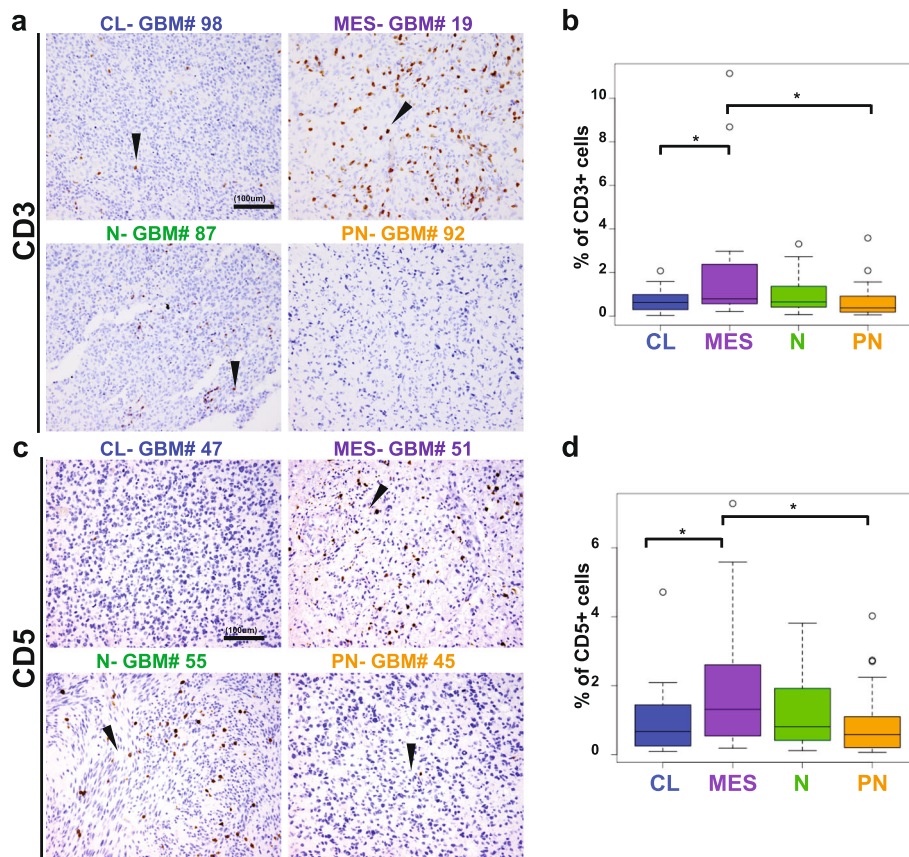 a
CL- GBM# 98
MES- GBM# 19
CD3
(100um)
N- GBM# 87
PN- GBM# 92
b
% of CD3+ cells
10
8
6
4
2
0
*
*
CL
MES
N
PN
c
CL- GBM# 47
MES- GBM# 51
CD5
(100um)
N- GBM# 55
PN- GBM# 45
d
% of CD5+ cells
6
4
2
0
*
*
CL
MES
N
PN